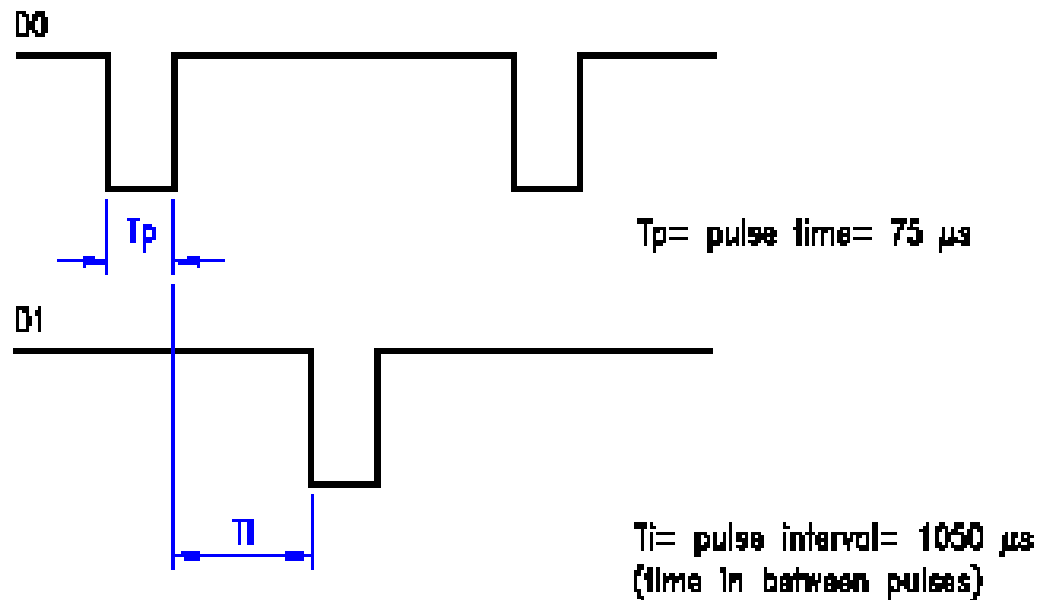 D0
Tp
Tp= pulse time= 75 µs
D1
Ti
Ti= pulse interval= 1050 µs
(time in between pulses)